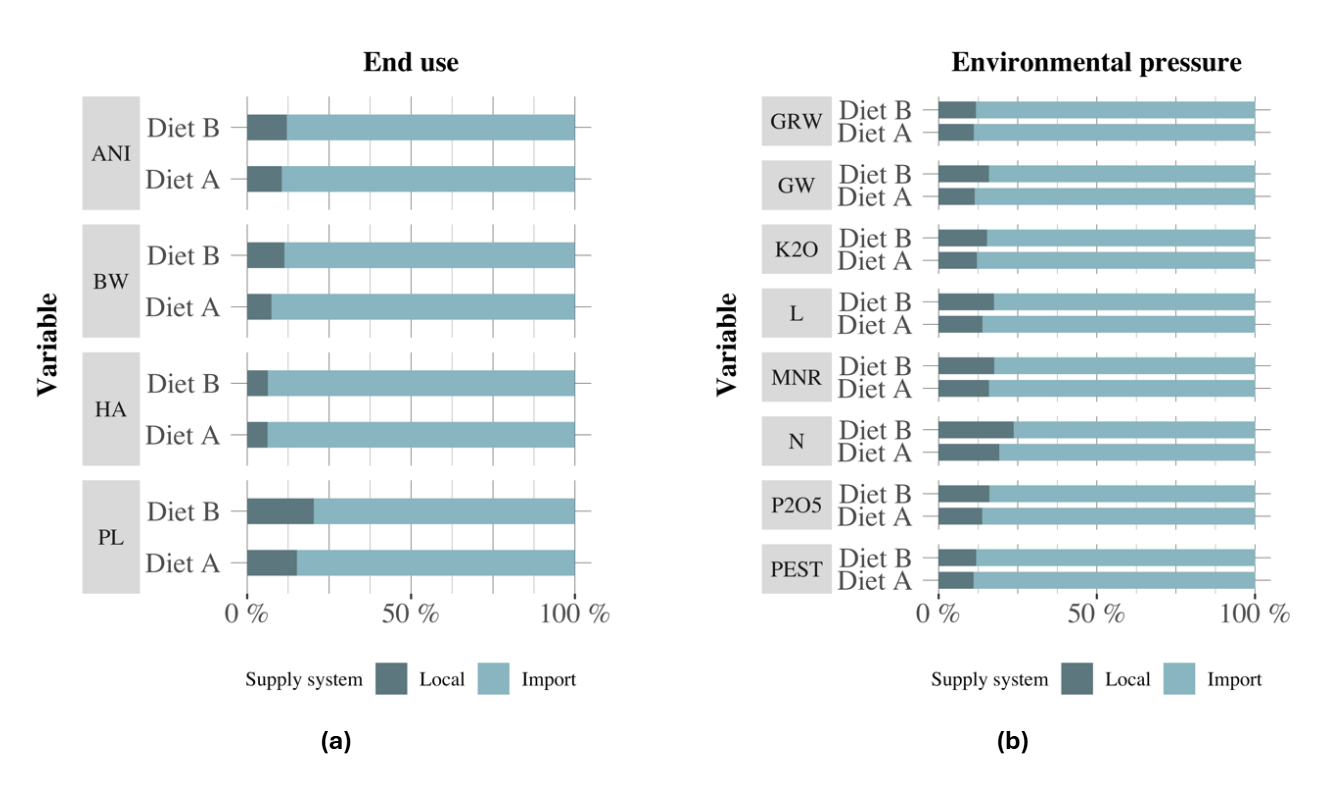 End use
Variable
ANI
Diet B
Diet A
BW
Diet B
Diet A
HA
Diet B
Diet A
PL
Diet B
Diet A
0 % 50 % 100 %
Supply system Local Import
(a)
Environmental pressure
Variable
GRW
Diet B
Diet A
GW
Diet B
Diet A
K2O
Diet B
Diet A
L
Diet B
Diet A
MNR
Diet B
Diet A
N
Diet B
Diet A
P2O5
Diet B
Diet A
PEST
Diet B
Diet A
0 % 50 % 100 %
Supply system Local Import
(b)